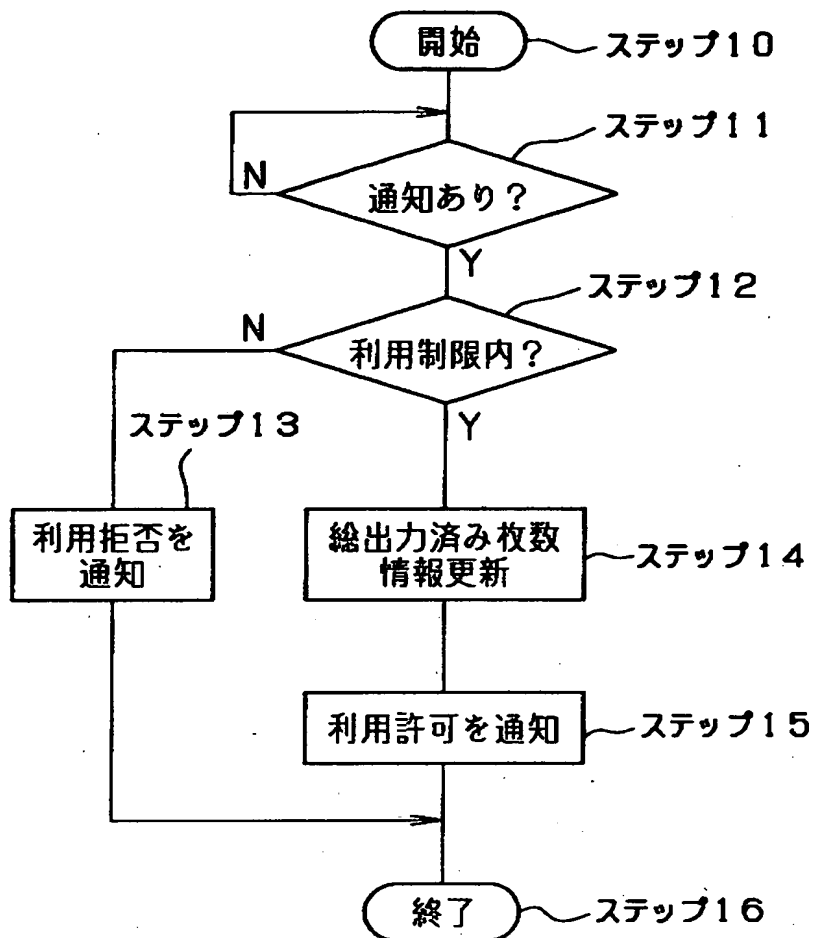 開始
ステップ10
ステップ11
N
通知あり？
Y
ステップ12
N
利用制限内？
ステップ13
Y
利用拒否を
通知
総出力済み枚数
情報更新
ステップ14
利用許可を通知
ステップ15
終了
ステップ16